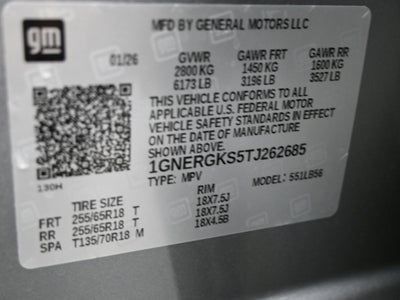 gm
MFD BY GENERAL MOTORS LLC
01/26 GVWR GAWR FRT GAWR RR
2800 KG 1450 KG 1600 KG
6173 LB 3196 LB 3527 LB
THIS VEHICLE CONFORMS TO ALL
APPLICABLE U.S. FEDERAL MOTOR
VEHICLE SAFETY STANDARDS IN EFFECT
ON THE DATE OF MANUFACTURE
SHOWN ABOVE.
1GNERGKS5TJ262685
130H TYPE: MPV MODEL: 551LB56
TIRE SIZE RIM
FRT 255/65R18 T 18X7.5J
RR 255/65R18 T 18X7.5J
SPA T135/70R18 M 18X4.5B